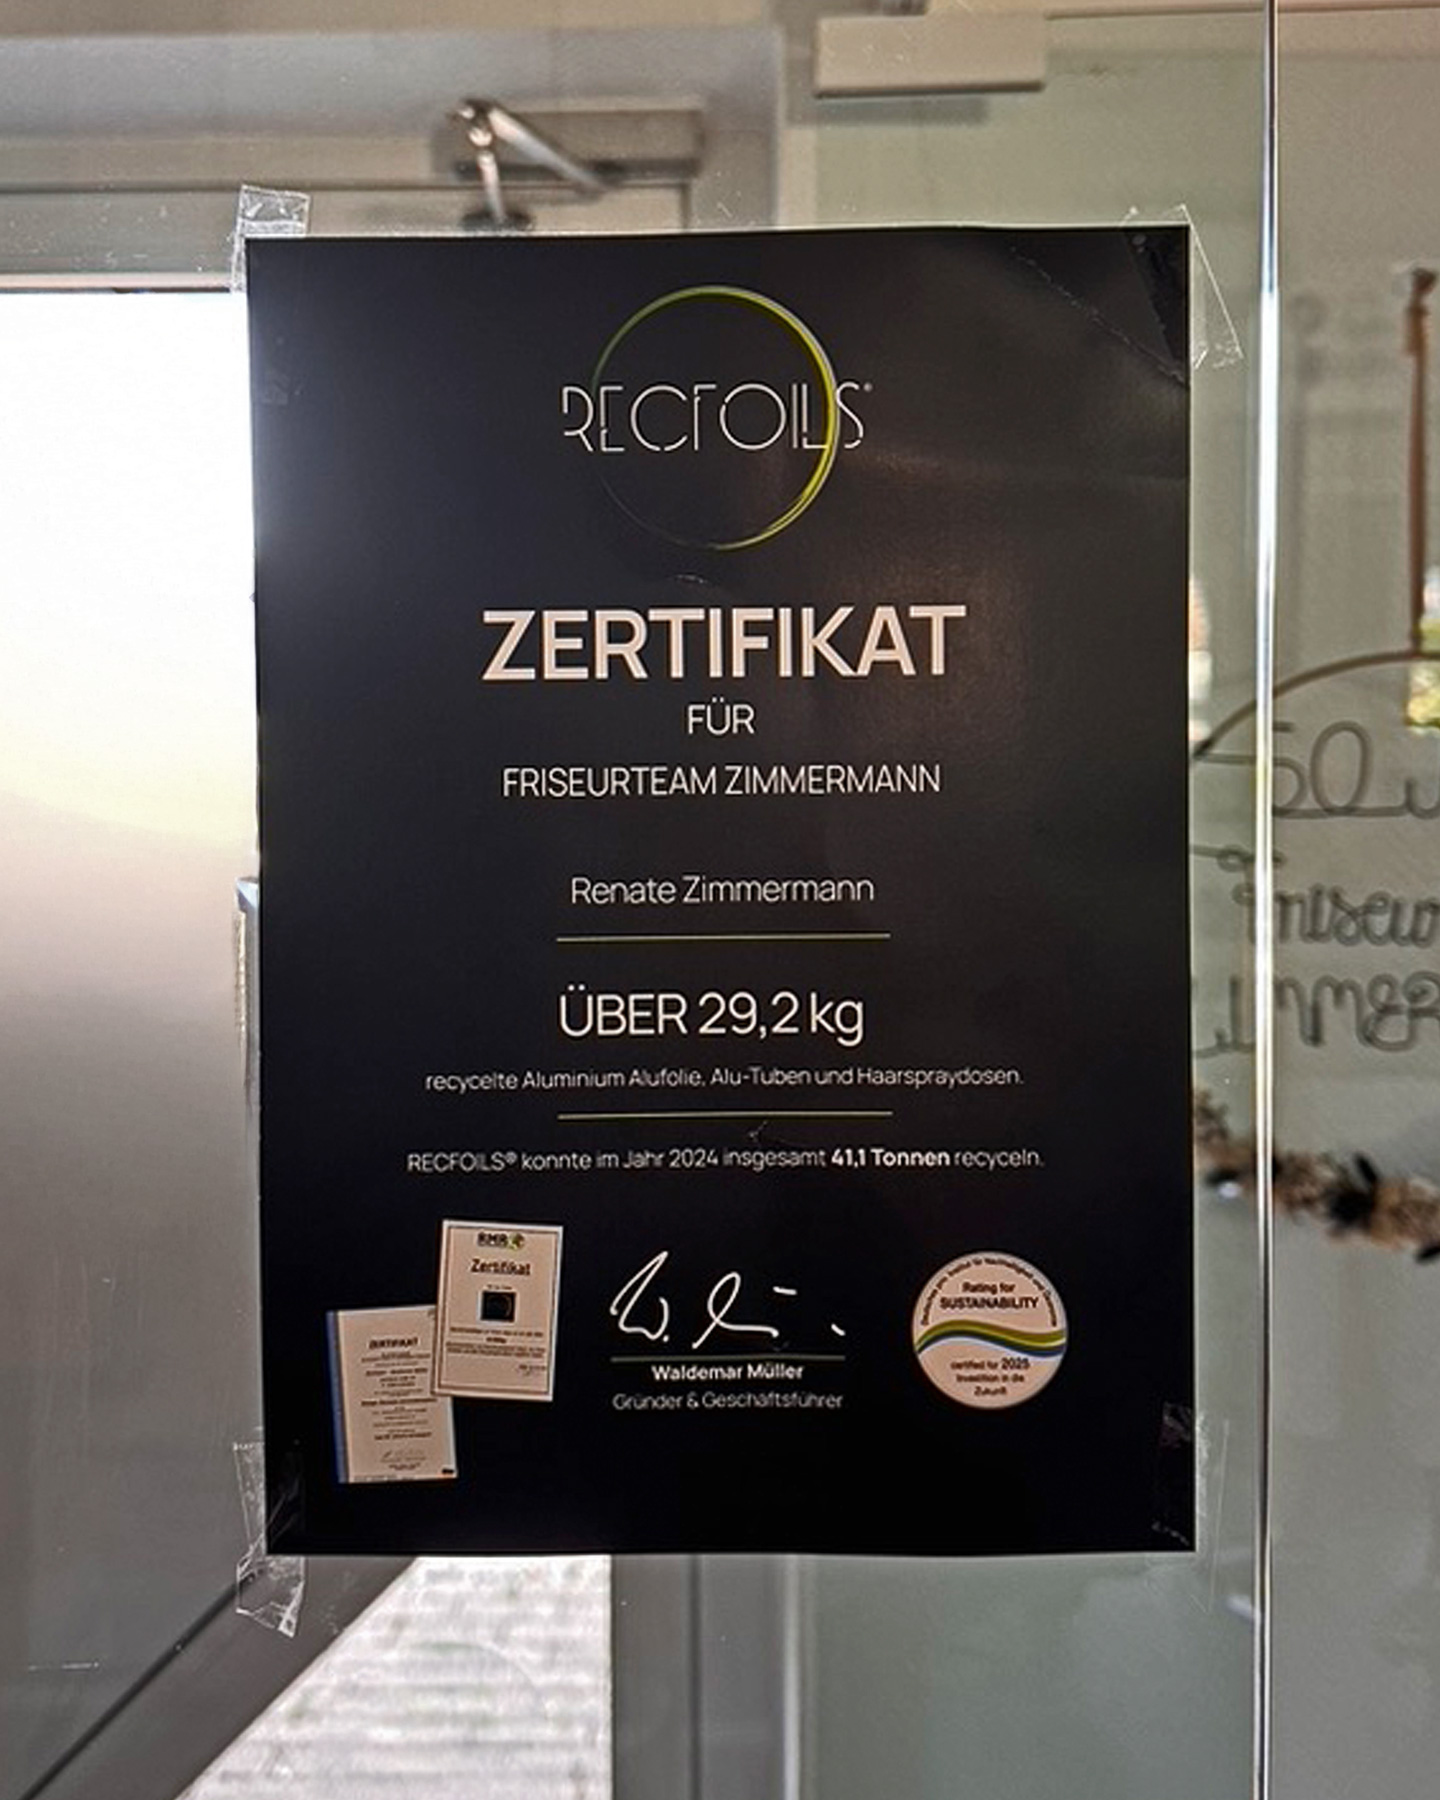 RECFOILS®
ZERTIFIKAT
FÜR
FRISEURTEAM ZIMMERMANN
Renate Zimmermann
ÜBER 29,2 kg
recycelte Aluminium Alufolie, Alu-Tuben und Haarspraydosen.
RECFOILS® konnte im Jahr 2024 insgesamt 41,1 Tonnen recyceln.
RMR
Zertifikat
ZERTIFIKAT
Waldemar Müller
Gründer & Geschäftsführer
Rating for
SUSTAINABILITY
certified for 2025
Investition in die
Zukunft
50